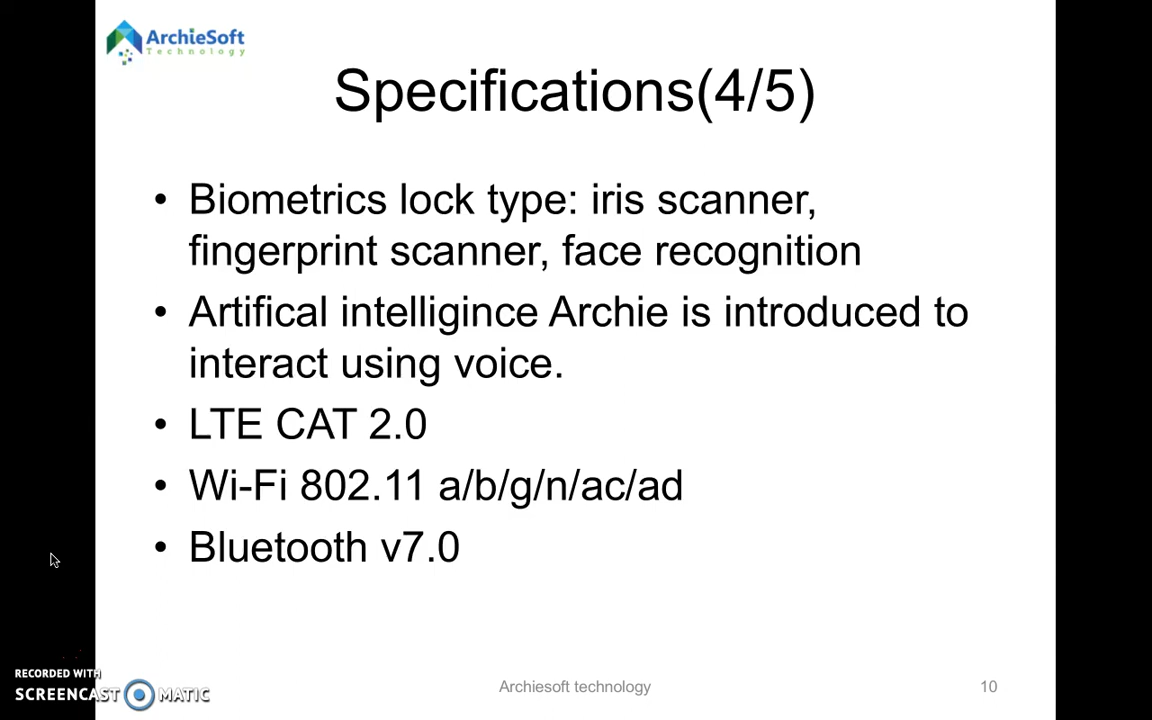 ArchieSoft
Technology
Specifications(4/5)
• Biometrics lock type: iris scanner,
fingerprint scanner, face recognition
• Artifical intelligince Archie is introduced to
interact using voice.
• LTE CAT 2.0
• Wi-Fi 802.11 a/b/g/n/ac/ad
• Bluetooth v7.0
RECORDED WITH
SCREENCAST MATIC
Archiesoft technology
10